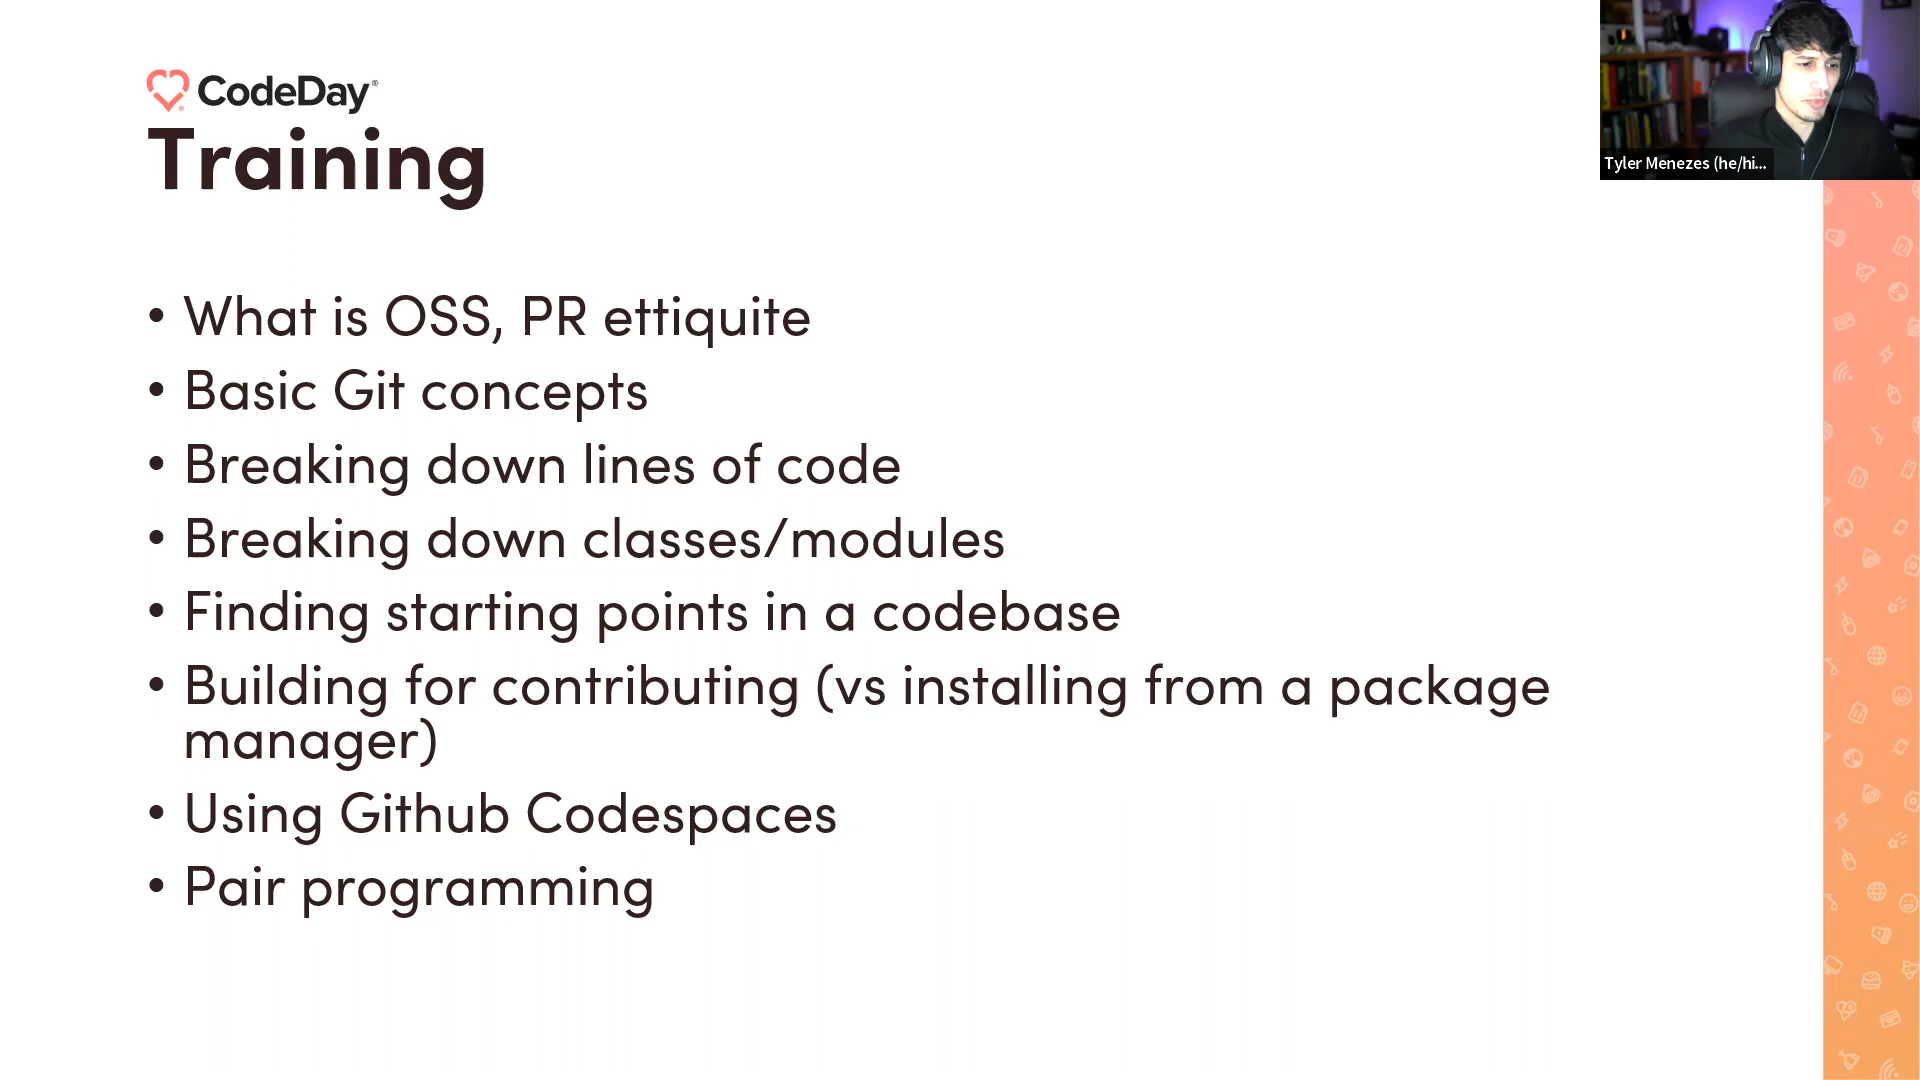 CodeDay®
Training
• What is OSS, PR ettiquite
• Basic Git concepts
• Breaking down lines of code
• Breaking down classes/modules
• Finding starting points in a codebase
• Building for contributing (vs installing from a package
manager)
• Using Github Codespaces
• Pair programming
Tyler Menezes (he/hi...